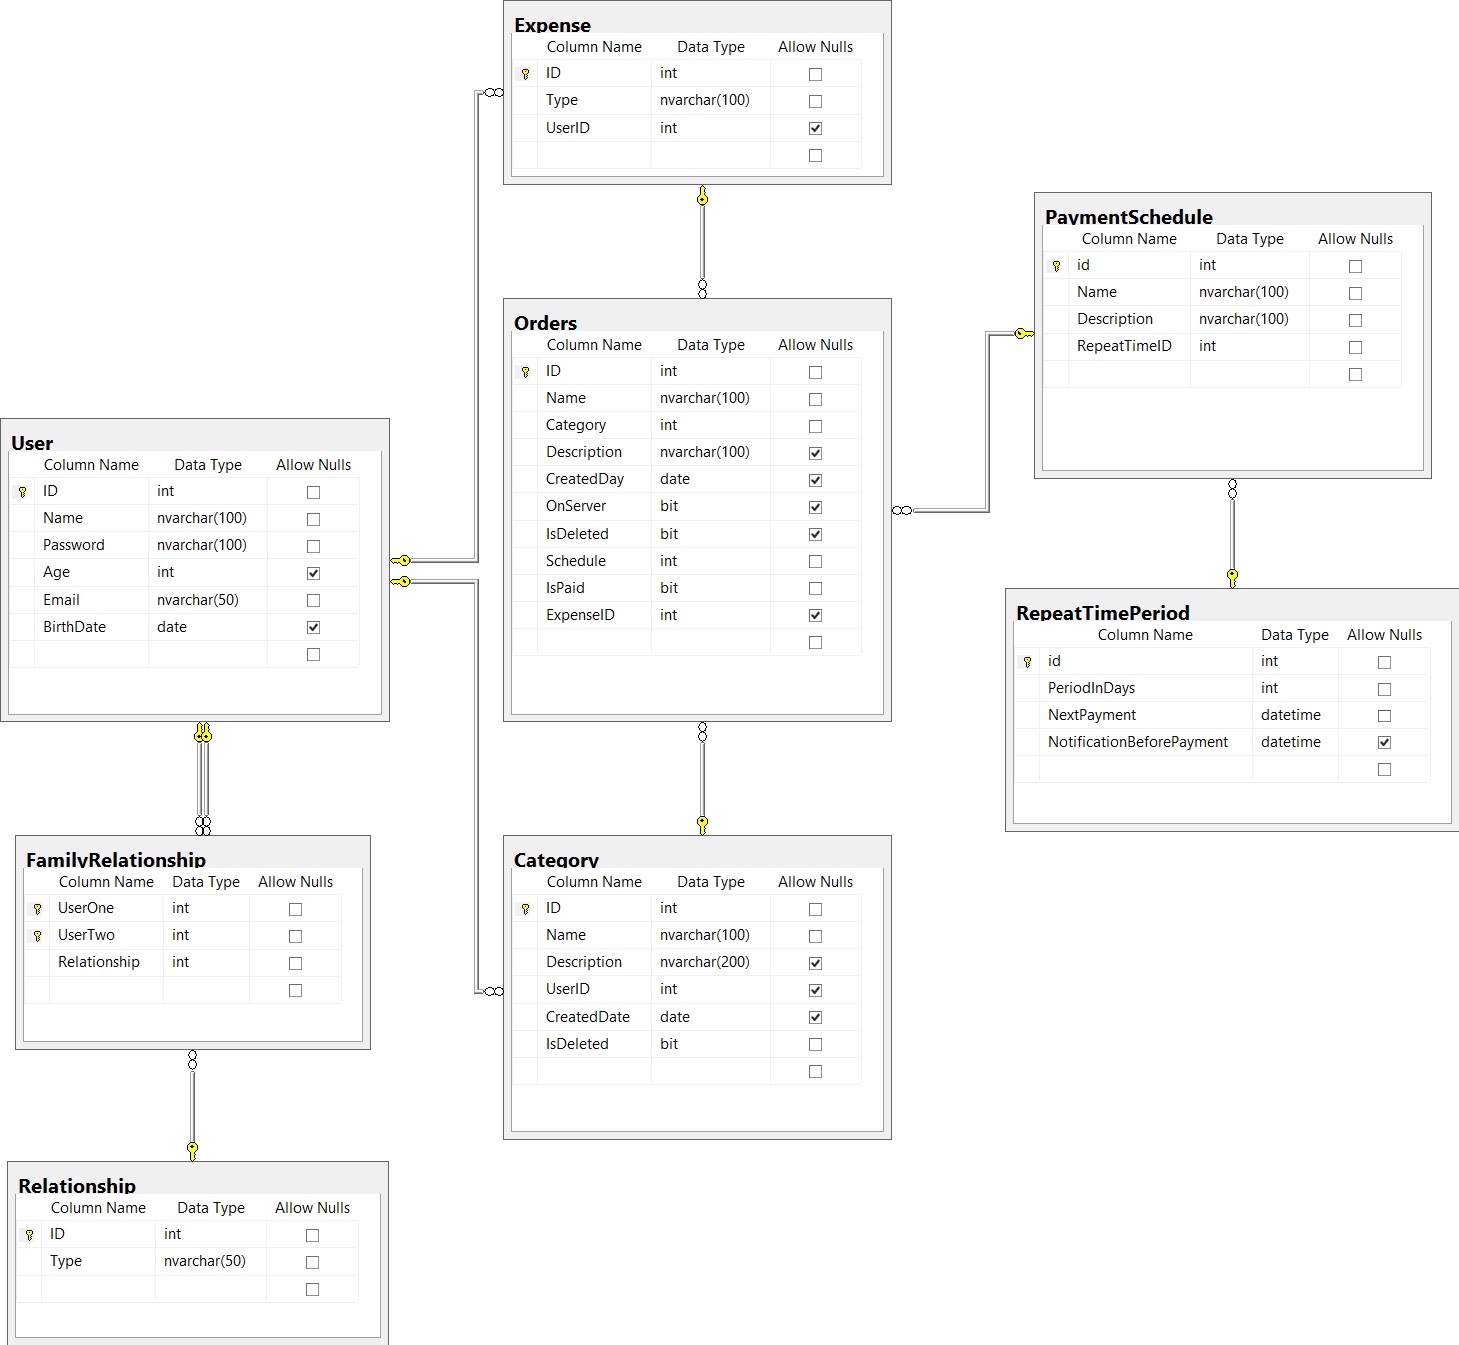 Expense
Column Name Data Type Allow Nulls
ID int
Type nvarchar(100)
UserID int
PaymentSchedule
Column Name Data Type Allow Nulls
id int
Name nvarchar(100)
Description nvarchar(100)
RepeatTimeID int
Orders
Column Name Data Type Allow Nulls
ID int
Name nvarchar(100)
Category int
Description nvarchar(100)
CreatedDay date
OnServer bit
IsDeleted bit
Schedule int
IsPaid bit
ExpenseID int
User
Column Name Data Type Allow Nulls
ID int
Name nvarchar(100)
Password nvarchar(100)
Age int
Email nvarchar(50)
BirthDate date
RepeatTimePeriod
Column Name Data Type Allow Nulls
id int
PeriodInDays int
NextPayment datetime
NotificationBeforePayment datetime
FamilyRelationship
Column Name Data Type Allow Nulls
UserOne int
UserTwo int
Relationship int
Category
Column Name Data Type Allow Nulls
ID int
Name nvarchar(100)
Description nvarchar(200)
UserID int
CreatedDate date
IsDeleted bit
Relationship
Column Name Data Type Allow Nulls
ID int
Type nvarchar(50)